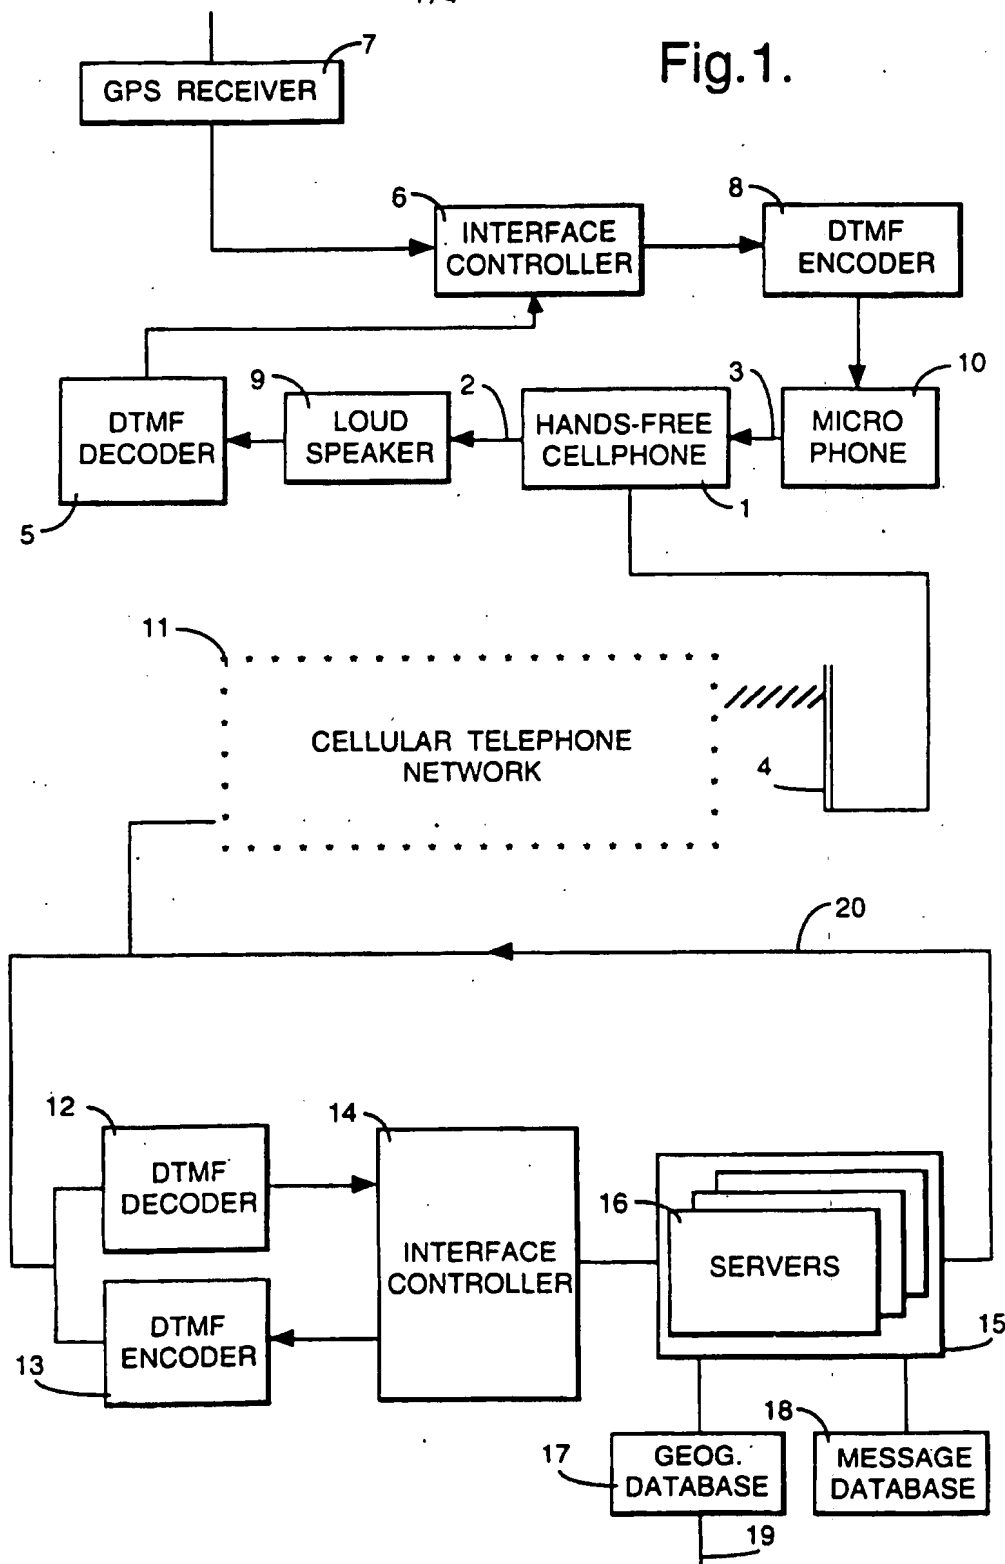 7
Fig.1.
GPS RECEIVER
6
8
INTERFACE
CONTROLLER
DTMF
ENCODER
9
2
3
10
DTMF
DECODER
LOUD
SPEAKER
HANDS-FREE
CELLPHONE
MICRO
PHONE
5
1
11
CELLULAR TELEPHONE
NETWORK
4
20
12
14
DTMF
DECODER
16
INTERFACE
CONTROLLER
SERVERS
DTMF
ENCODER
13
15
18
17
GEOG.
DATABASE
MESSAGE
DATABASE
19